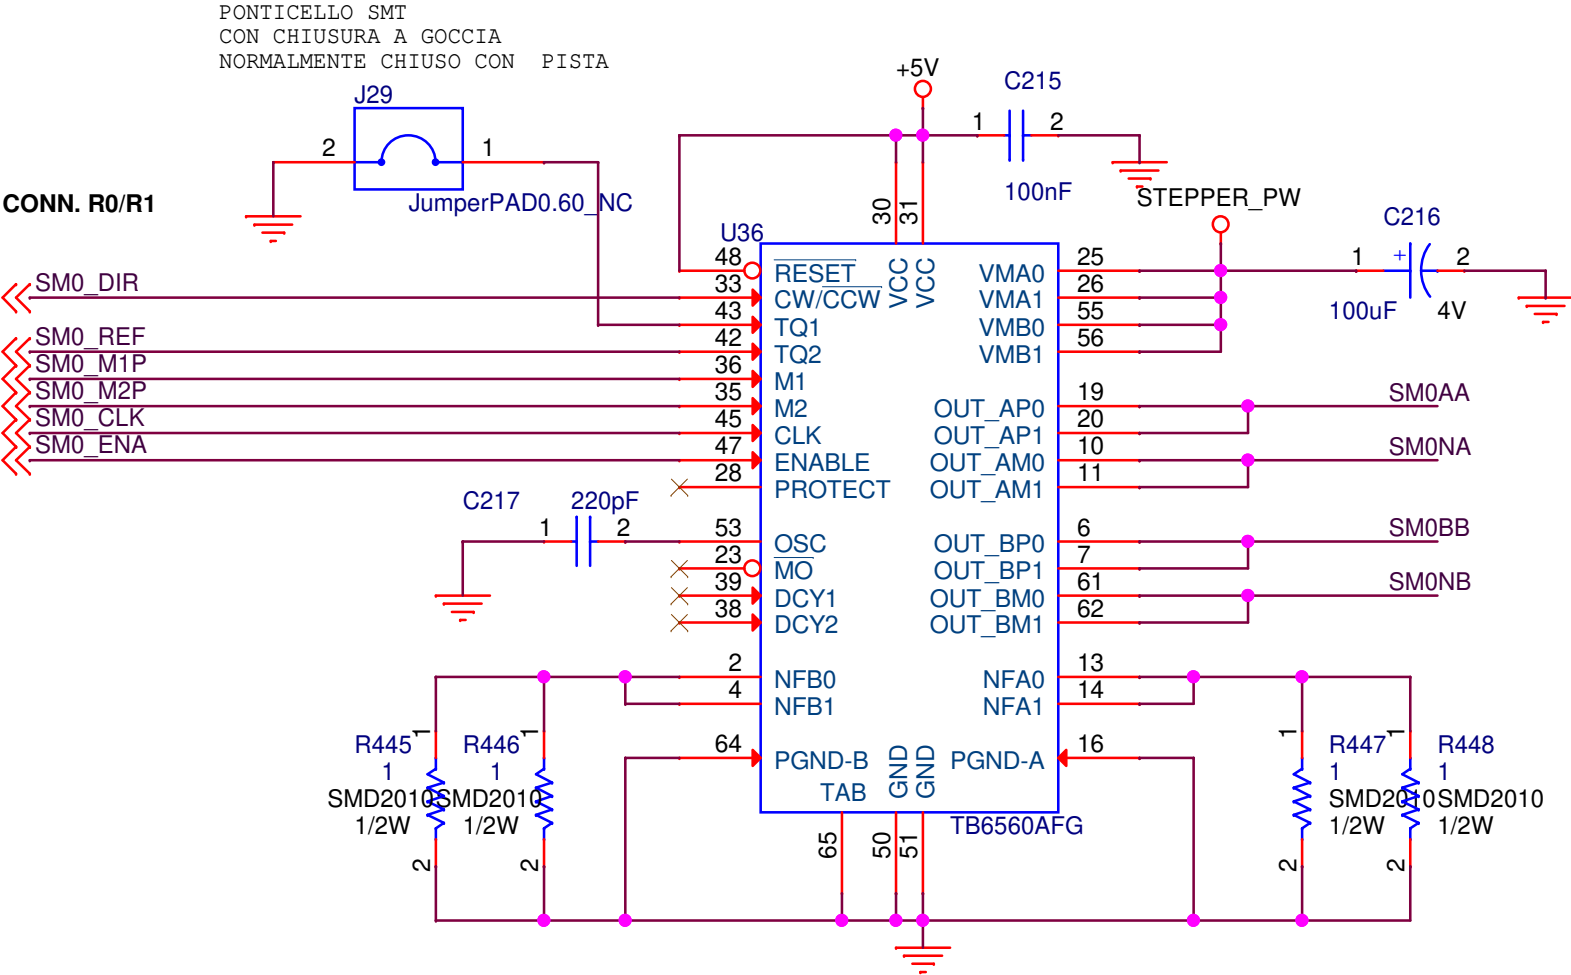 PONTICELLO SMT
CON CHIUSURA A GOCCIA
NORMALMENTE CHIUSO CON PISTA
J29
2
1
JumperPAD0.60_NC
CONN. R0/R1
+5V
C215
1
2
100nF
STEPPER_PW
C216
1
+
2
100uF
4V
U36
30
31
VCC
VCC
SM0_DIR
SM0_REF
SM0_M1P
SM0_M2P
SM0_CLK
SM0_ENA
48
RESET
33
CW/CCW
43
TQ1
42
TQ2
36
M1
35
M2
45
CLK
47
ENABLE
28
PROTECT
C217
220pF
1
2
53
OSC
23
MO
39
DCY1
38
DCY2
2
NFB0
4
NFB1
64
PGND-B
25
VMA0
26
VMA1
55
VMB0
56
VMB1
19
OUT_AP0
SM0AA
20
OUT_AP1
10
OUT_AM0
SM0NA
11
OUT_AM1
6
OUT_BP0
SM0BB
7
OUT_BP1
61
OUT_BM0
SM0NB
62
OUT_BM1
13
NFA0
14
NFA1
16
PGND-A
TAB
GND
GND
TB6560AFG
65
50
51
1
R445
1
SMD2010
1/2W
2
1
R446
1
SMD2010
1/2W
2
1
R447
1
SMD2010
1/2W
2
1
R448
1
SMD2010
1/2W
2